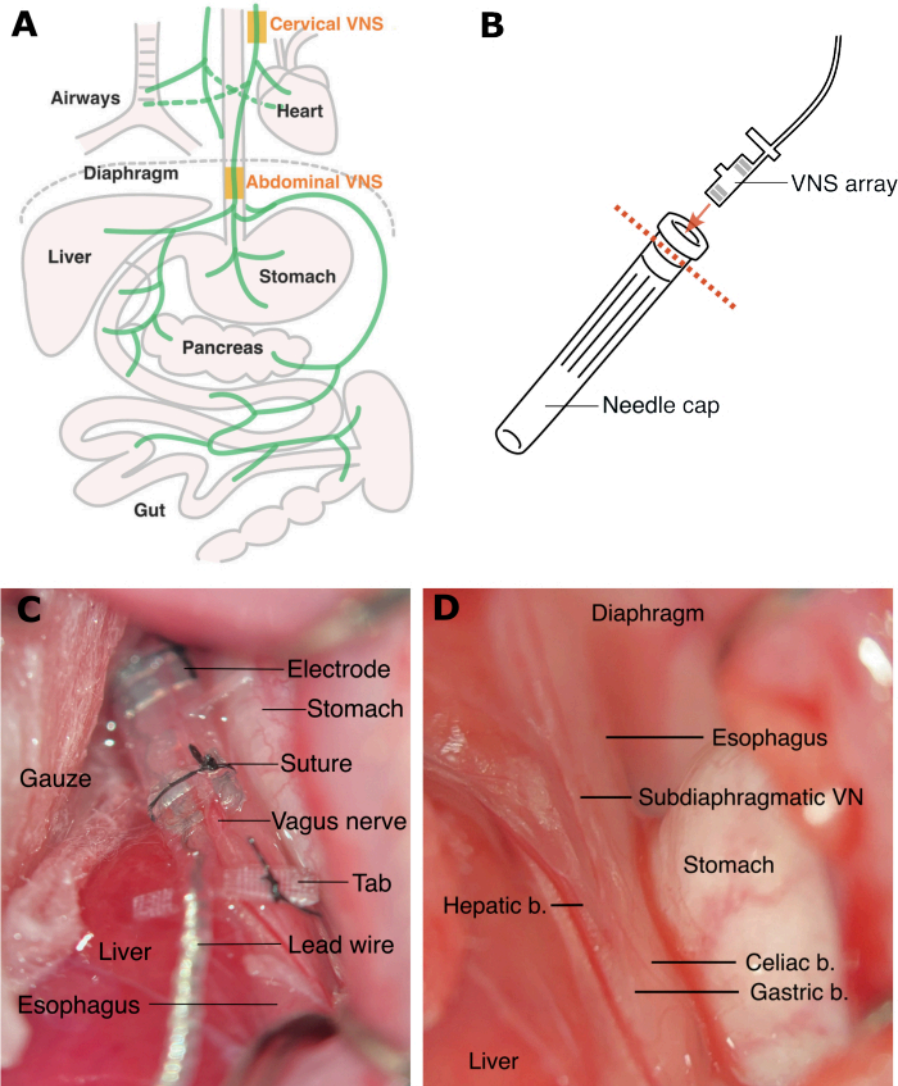 A
Cervical VNS
Airways
Heart
Diaphragm
Abdominal VNS
Liver
Stomach
Pancreas
Gut
B
VNS array
Needle cap
C
Electrode
Stomach
Suture
Gauze
Vagus nerve
Tab
Liver
Lead wire
Esophagus
D
Diaphragm
Esophagus
Subdiaphragmatic VN
Stomach
Hepatic b.
Celiac b.
Gastric b.
Liver